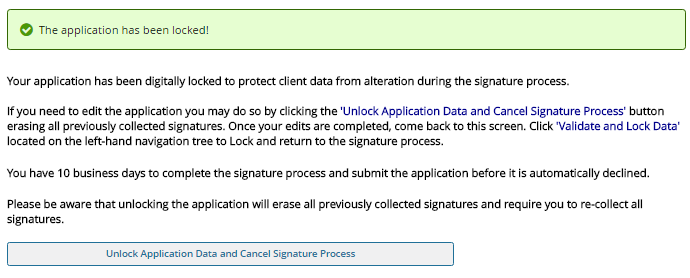 The application has been locked!
Your application has been digitally locked to protect client data from alteration during the signature process.
If you need to edit the application you may do so by clicking the 'Unlock Application Data and Cancel Signature Process' button
erasing all previously collected signatures. Once your edits are completed, come back to this screen. Click 'Validate and Lock Data'
located on the left-hand navigation tree to Lock and return to the signature process.
You have 10 business days to complete the signature process and submit the application before it is automatically declined.
Please be aware that unlocking the application will erase all previously collected signatures and require you to re-collect all
signatures.
Unlock Application Data and Cancel Signature Process